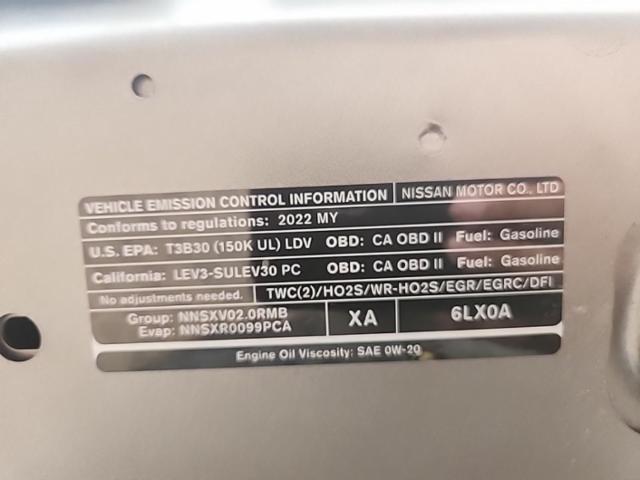 VEHICLE EMISSION CONTROL INFORMATION NISSAN MOTOR CO., LTD
Conforms to regulations: 2022 MY
U.S. EPA: T3B30 (150K UL) LDV OBD: CA OBD II Fuel: Gasoline
California: LEV3-SULEV30 PC OBD: CA OBD II Fuel: Gasoline
No adjustments needed. TWC(2)/HO2S/WR-HO2S/EGR/EGRC/DFI
Group: NNSXV02.0RMB
Evap: NNSXR0099PCA
XA
6LX0A
Engine Oil Viscosity: SAE 0W-20